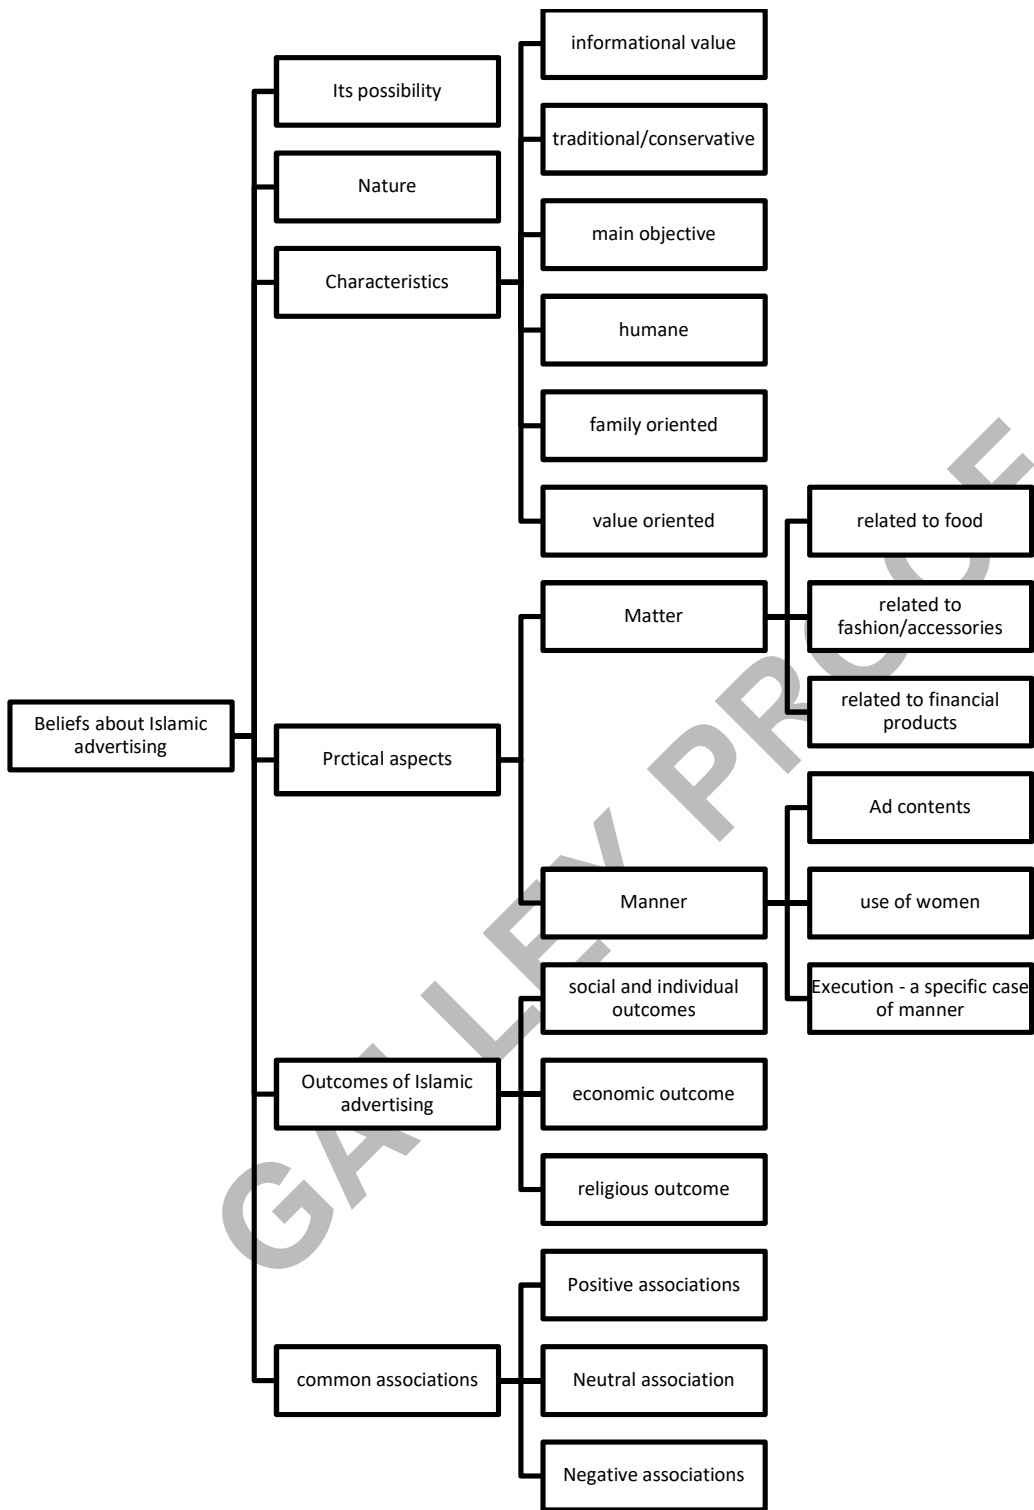 informational value
Its possibility
traditional/conservative
Nature
main objective
Characteristics
humane
family oriented
value oriented
related to food
Matter
related to
fashion/accessories
related to financial
products
Beliefs about Islamic
advertising
Prctical aspects
Ad contents
Manner
use of women
Execution - a specific case
of manner
social and individual
outcomes
Outcomes of Islamic
advertising
economic outcome
religious outcome
Positive associations
common associations
Neutral association
Negative associations
GALLEY PROOF